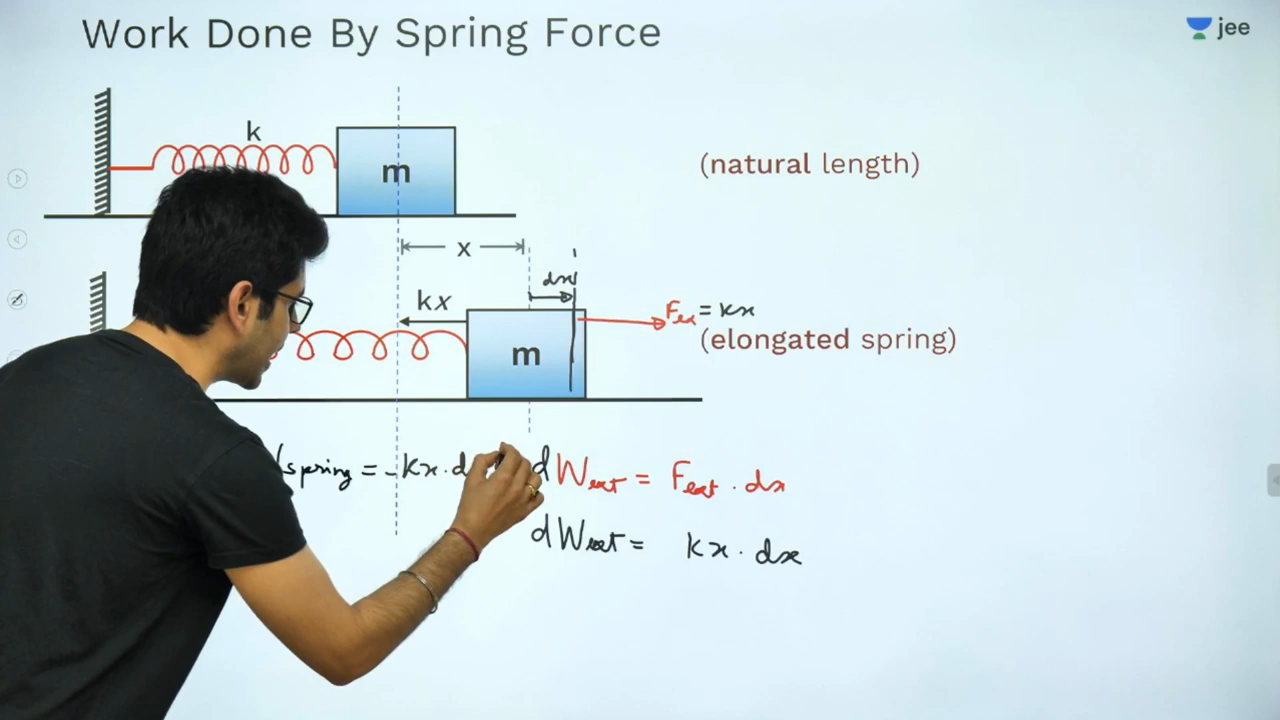 Work Done By Spring Force
jee
k
m
(natural length)
x
dx
kx
Fex = kx
(elongated spring)
m
spring = -kx.d
dWext = Fext . dx
dWext = kx . dx